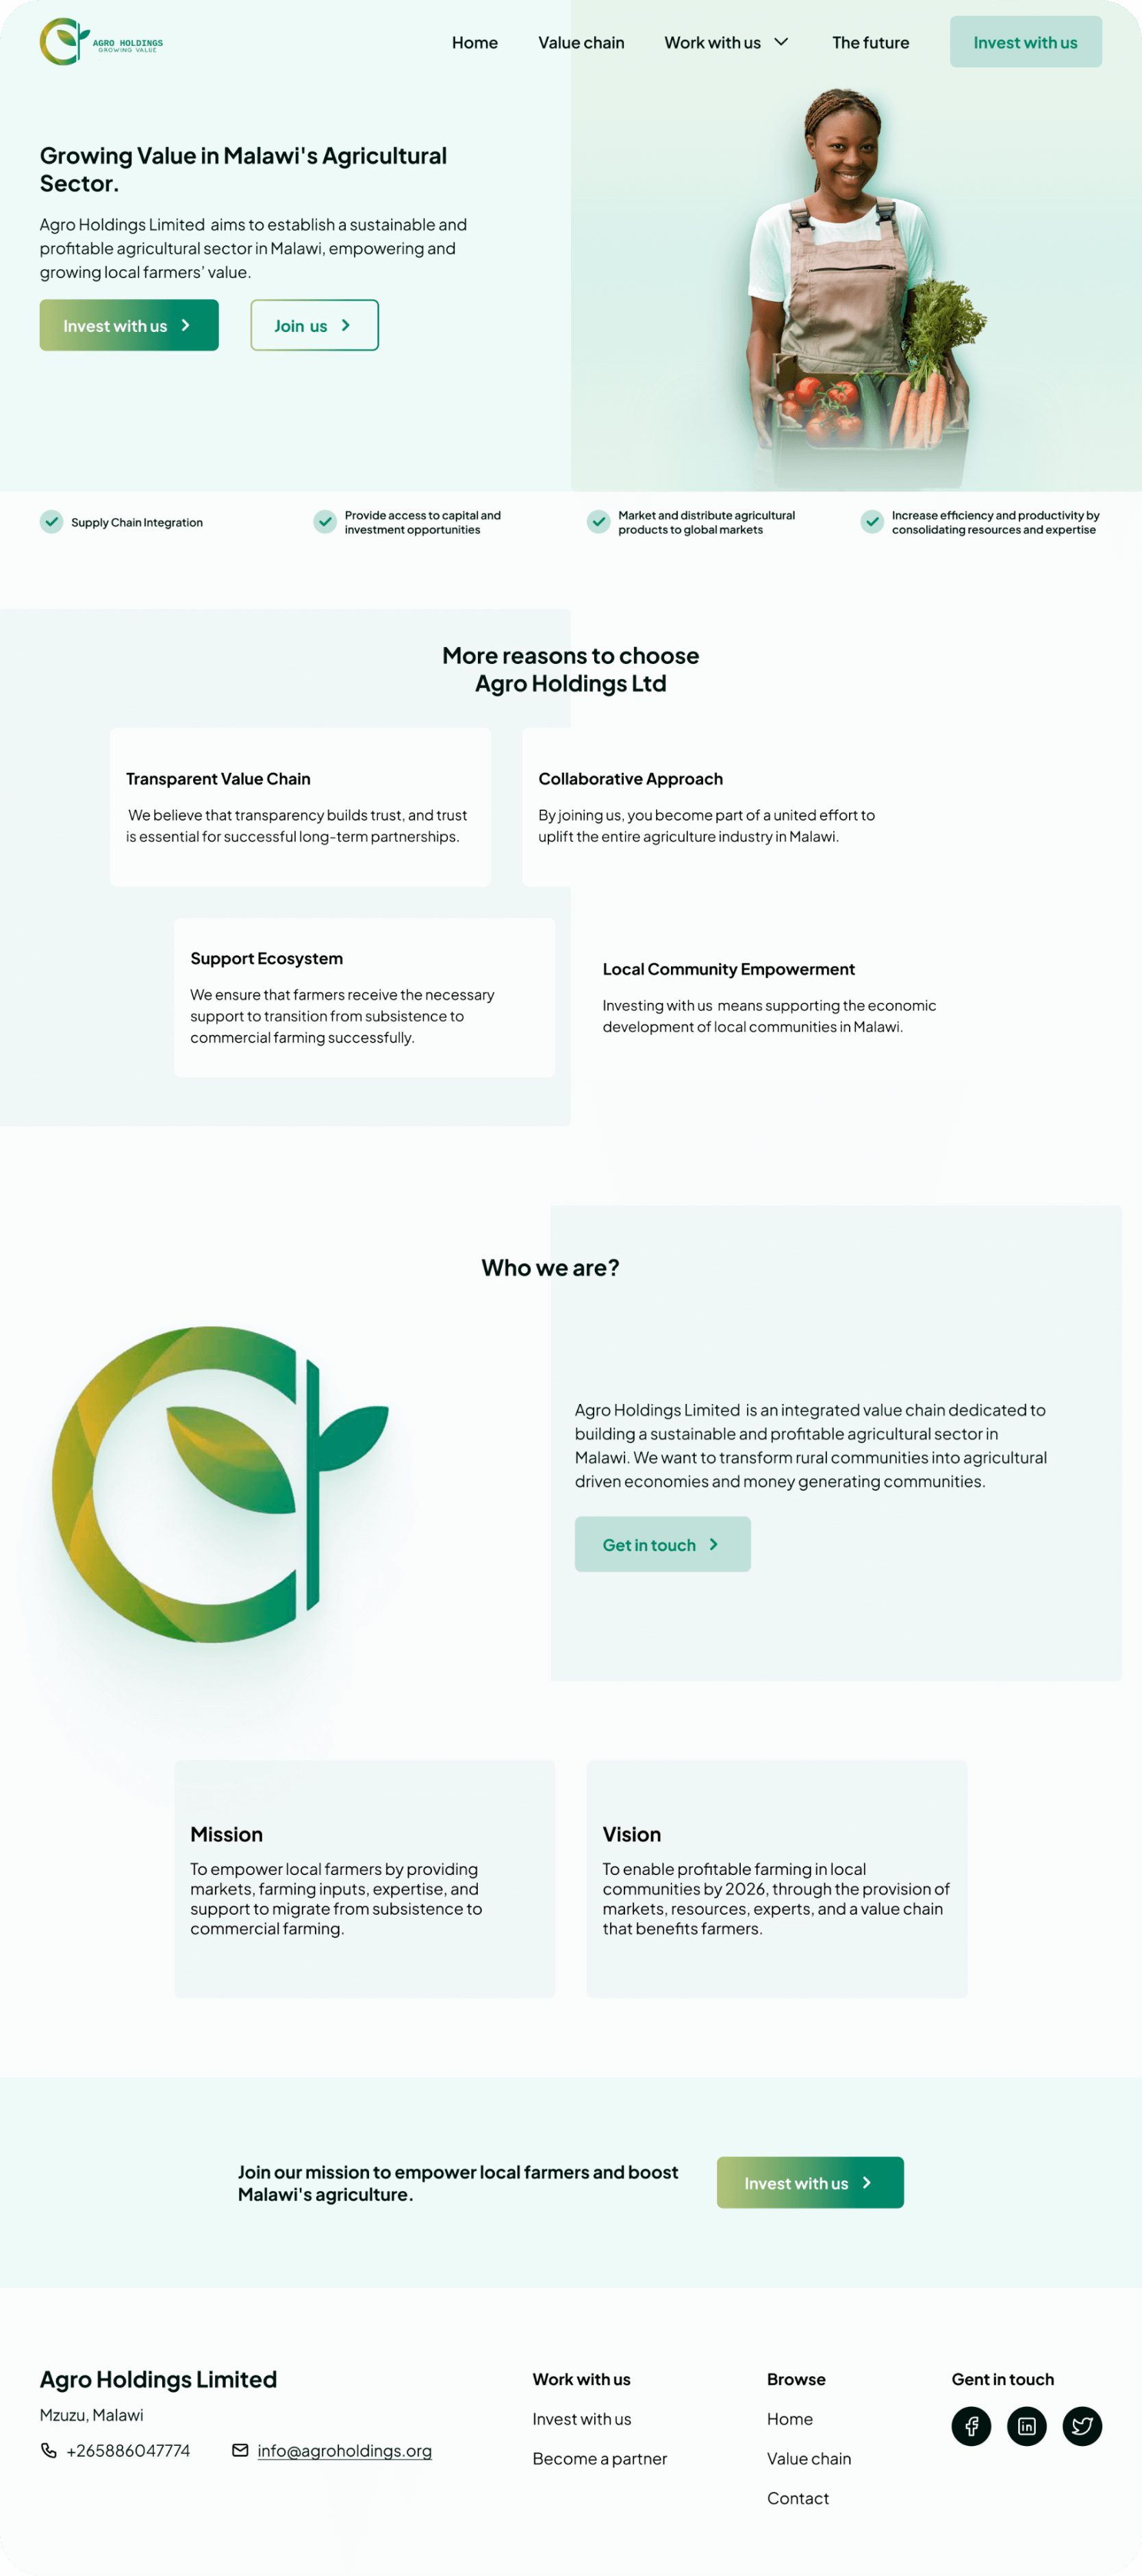 AGRO HOLDINGS
GROWING VALUE
Home
Value chain
Work with us
The future
Invest with us
Growing Value in Malawi's Agricultural
Sector.
Agro Holdings Limited aims to establish a sustainable and
profitable agricultural sector in Malawi, empowering and
growing local farmers’ value.
Invest with us
Join us
Supply Chain Integration
Provide access to capital and
investment opportunities
Market and distribute agricultural
products to global markets
Increase efficiency and productivity by
consolidating resources and expertise
More reasons to choose
Agro Holdings Ltd
Transparent Value Chain
We believe that transparency builds trust, and trust
is essential for successful long-term partnerships.
Collaborative Approach
By joining us, you become part of a united effort to
uplift the entire agriculture industry in Malawi.
Support Ecosystem
We ensure that farmers receive the necessary
support to transition from subsistence to
commercial farming successfully.
Local Community Empowerment
Investing with us means supporting the economic
development of local communities in Malawi.
Who we are?
Agro Holdings Limited is an integrated value chain dedicated to
building a sustainable and profitable agricultural sector in
Malawi. We want to transform rural communities into agricultural
driven economies and money generating communities.
Get in touch
Mission
To empower local farmers by providing
markets, farming inputs, expertise, and
support to migrate from subsistence to
commercial farming.
Vision
To enable profitable farming in local
communities by 2026, through the provision of
markets, resources, experts, and a value chain
that benefits farmers.
Join our mission to empower local farmers and boost
Malawi's agriculture.
Invest with us
Agro Holdings Limited
Mzuzu, Malawi
+265886047774
info@agroholdings.org
Work with us
Invest with us
Become a partner
Browse
Home
Value chain
Contact
Gent in touch